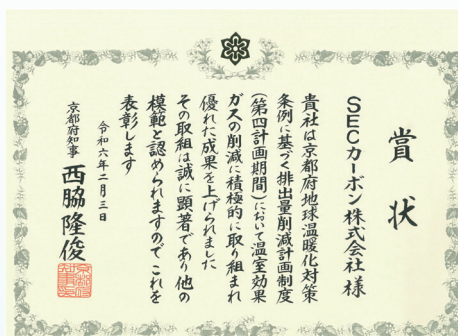 賞状
SECカーボン株式会社様
貴社は京都府地球温暖化対策
条例に基づく排出量削減計画制度
(第四計画期間)において温室効果
ガスの削減に積極的に取り組まれ
優れた成果を上げられました
その取組は誠に顕著であり他の
模範と認められますのでこれを
表彰します
令和六年二月三日
京都府知事 西脇隆俊